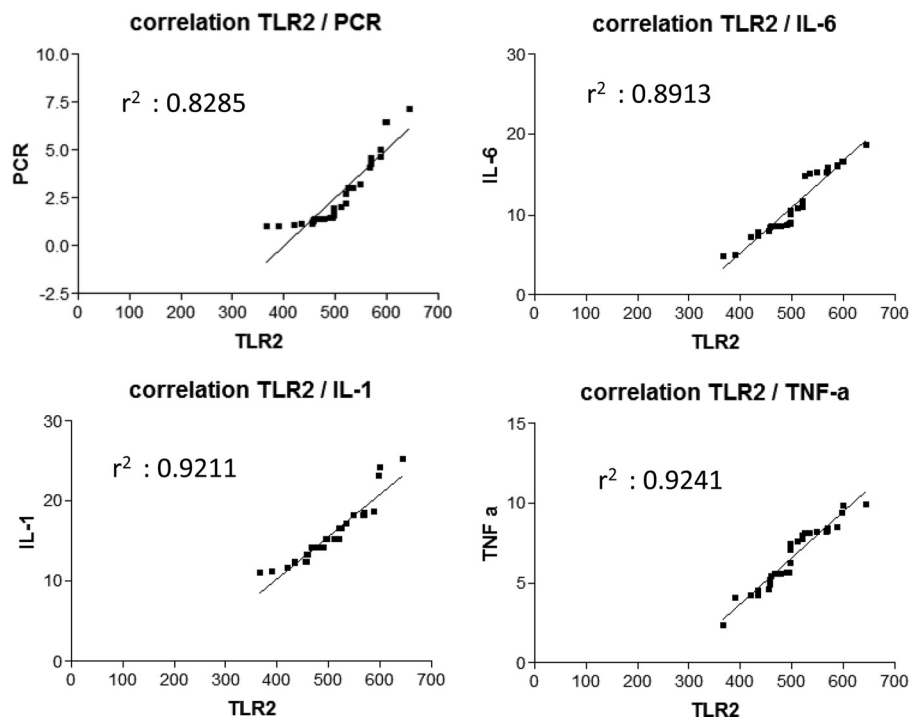 correlation TLR2 / PCR
r² : 0.8285
PCR
10.0
7.5
5.0
2.5
0.0
-2.5
0 100 200 300 400 500 600 700
TLR2
correlation TLR2 / IL-6
r² : 0.8913
IL-6
30
20
10
0
0 100 200 300 400 500 600 700
TLR2
correlation TLR2 / IL-1
r² : 0.9211
IL-1
30
20
10
0
0 100 200 300 400 500 600 700
TLR2
correlation TLR2 / TNF-a
r² : 0.9241
TNF a
15
10
5
0
0 100 200 300 400 500 600 700
TLR2